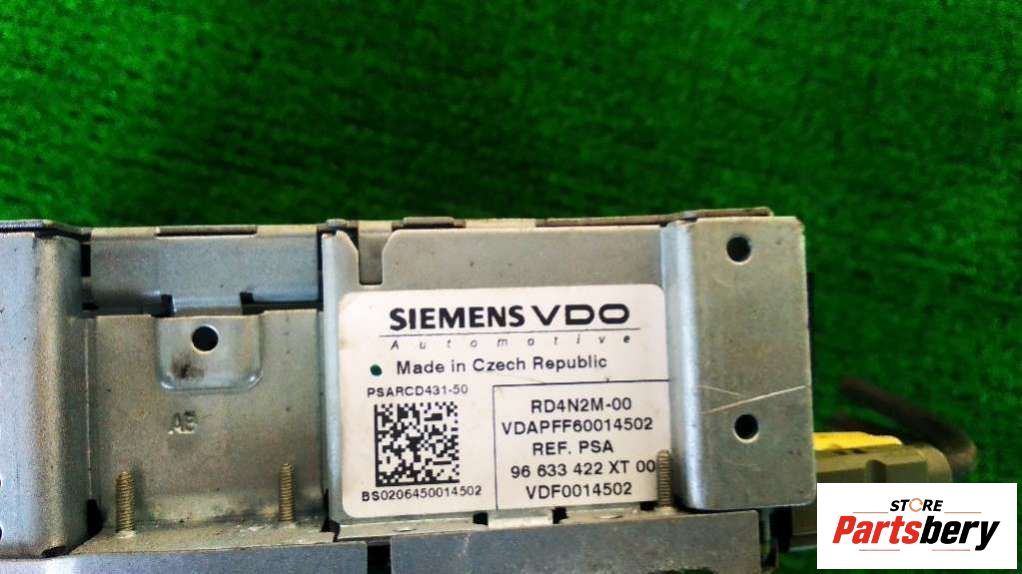 SIEMENS VDO
Automotive
Made in Czech Republic
PSARCD431-50
RD4N2M-00
VDAPFF60014502
REF. PSA
96 633 422 XT 00
VDF0014502
BS0206450014502
AE
STORE
Partsbery